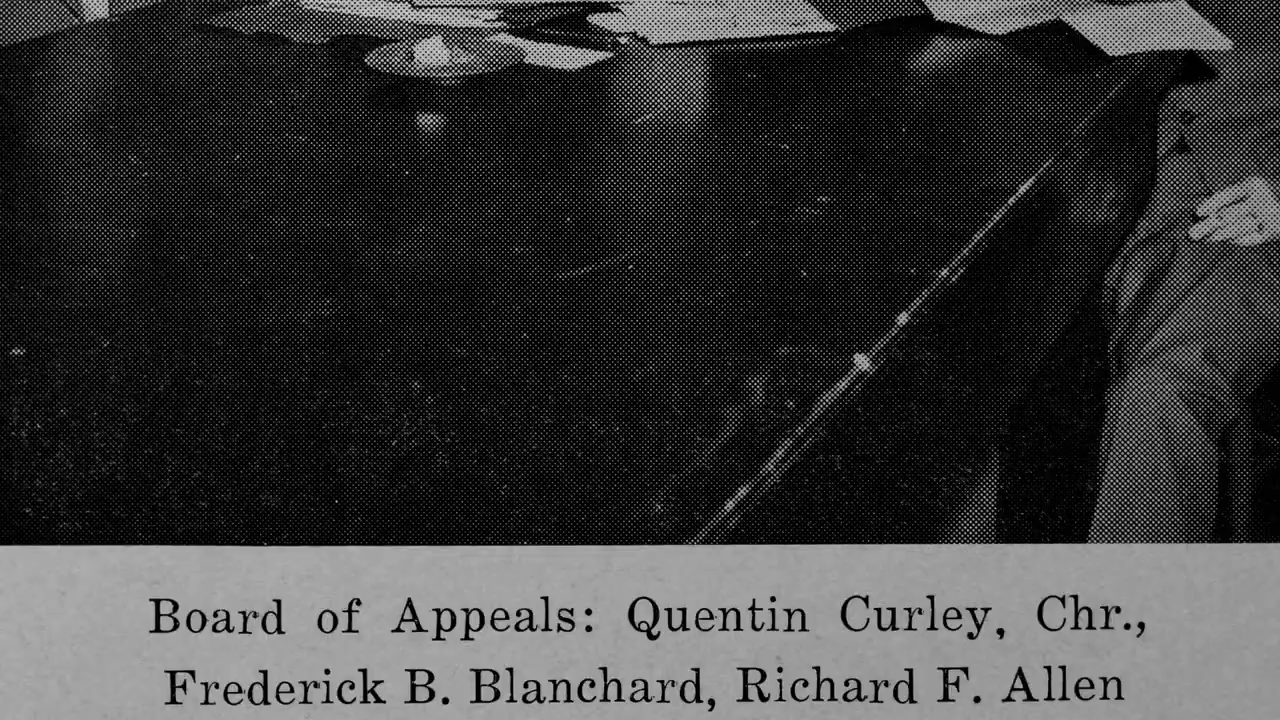 Board of Appeals: Quentin Curley, Chr.,
Frederick B. Blanchard, Richard F. Allen